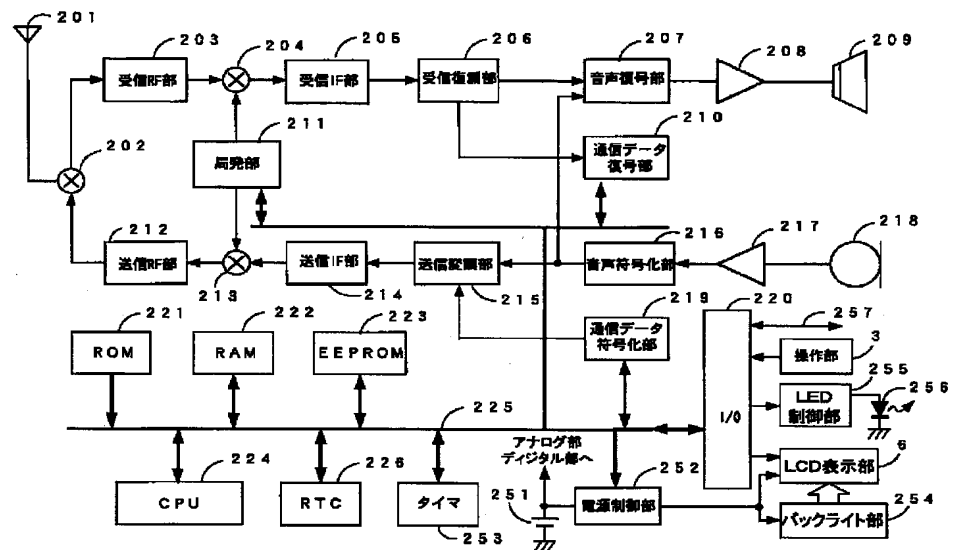 201
203
204
205
206
207
208
209
受信RF部
受信IF部
受信復調部
音声復号部
202
211
局発部
210
通信データ
復号部
212
送信RF部
213
送信IF部
214
送信変調部
215
216
音声符号化部
217
218
219
通信データ
符号化部
220
I/O
257
操作部
3
LED
制御部
255
256
LCD表示部
6
バックライト部
254
221
ROM
222
RAM
223
EEPROM
225
アナログ部
ディジタル部へ
224
CPU
226
RTC
タイマ
253
251
252
電源制御部